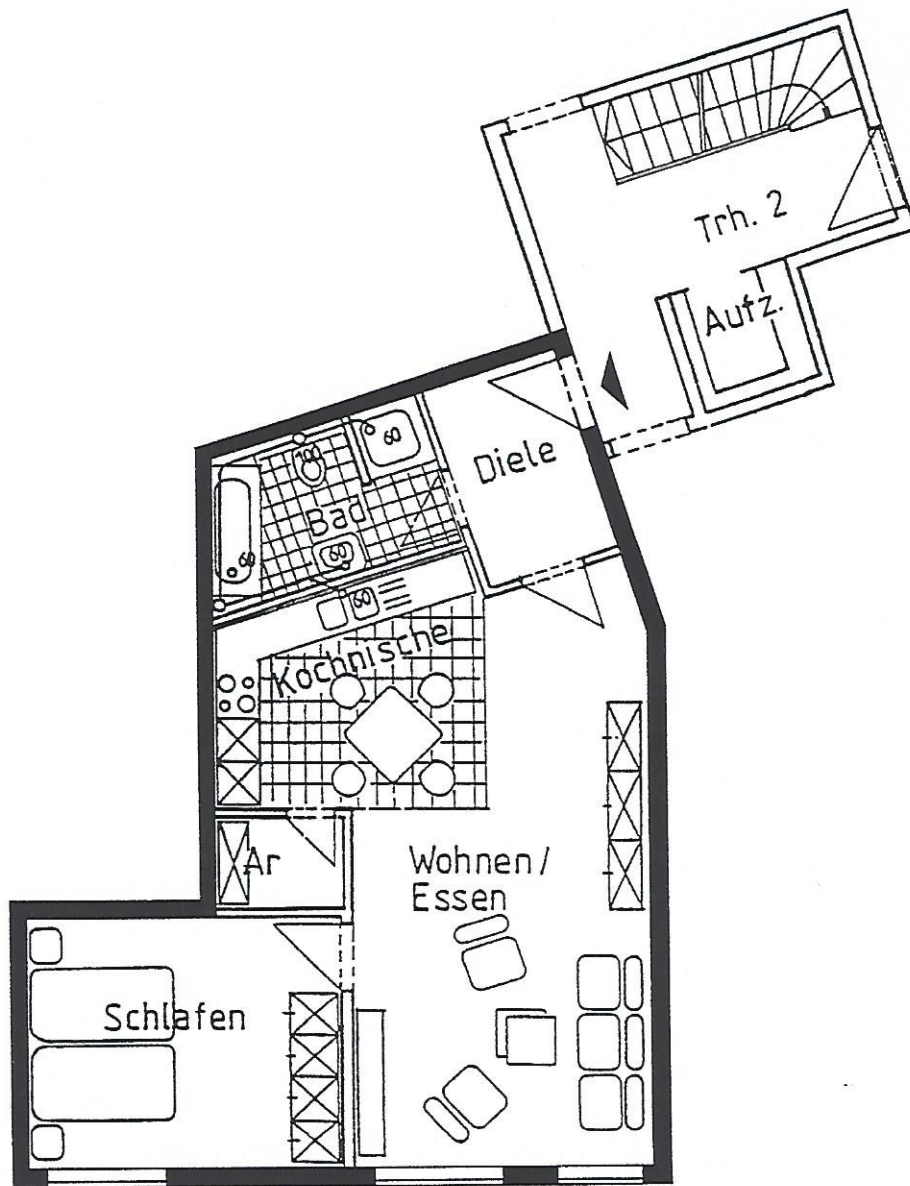 Trh. 2
Aufz.
Diele
60
100
Bad
60
60
60
Kochnische
Ar
Wohnen/
Essen
Schlafen